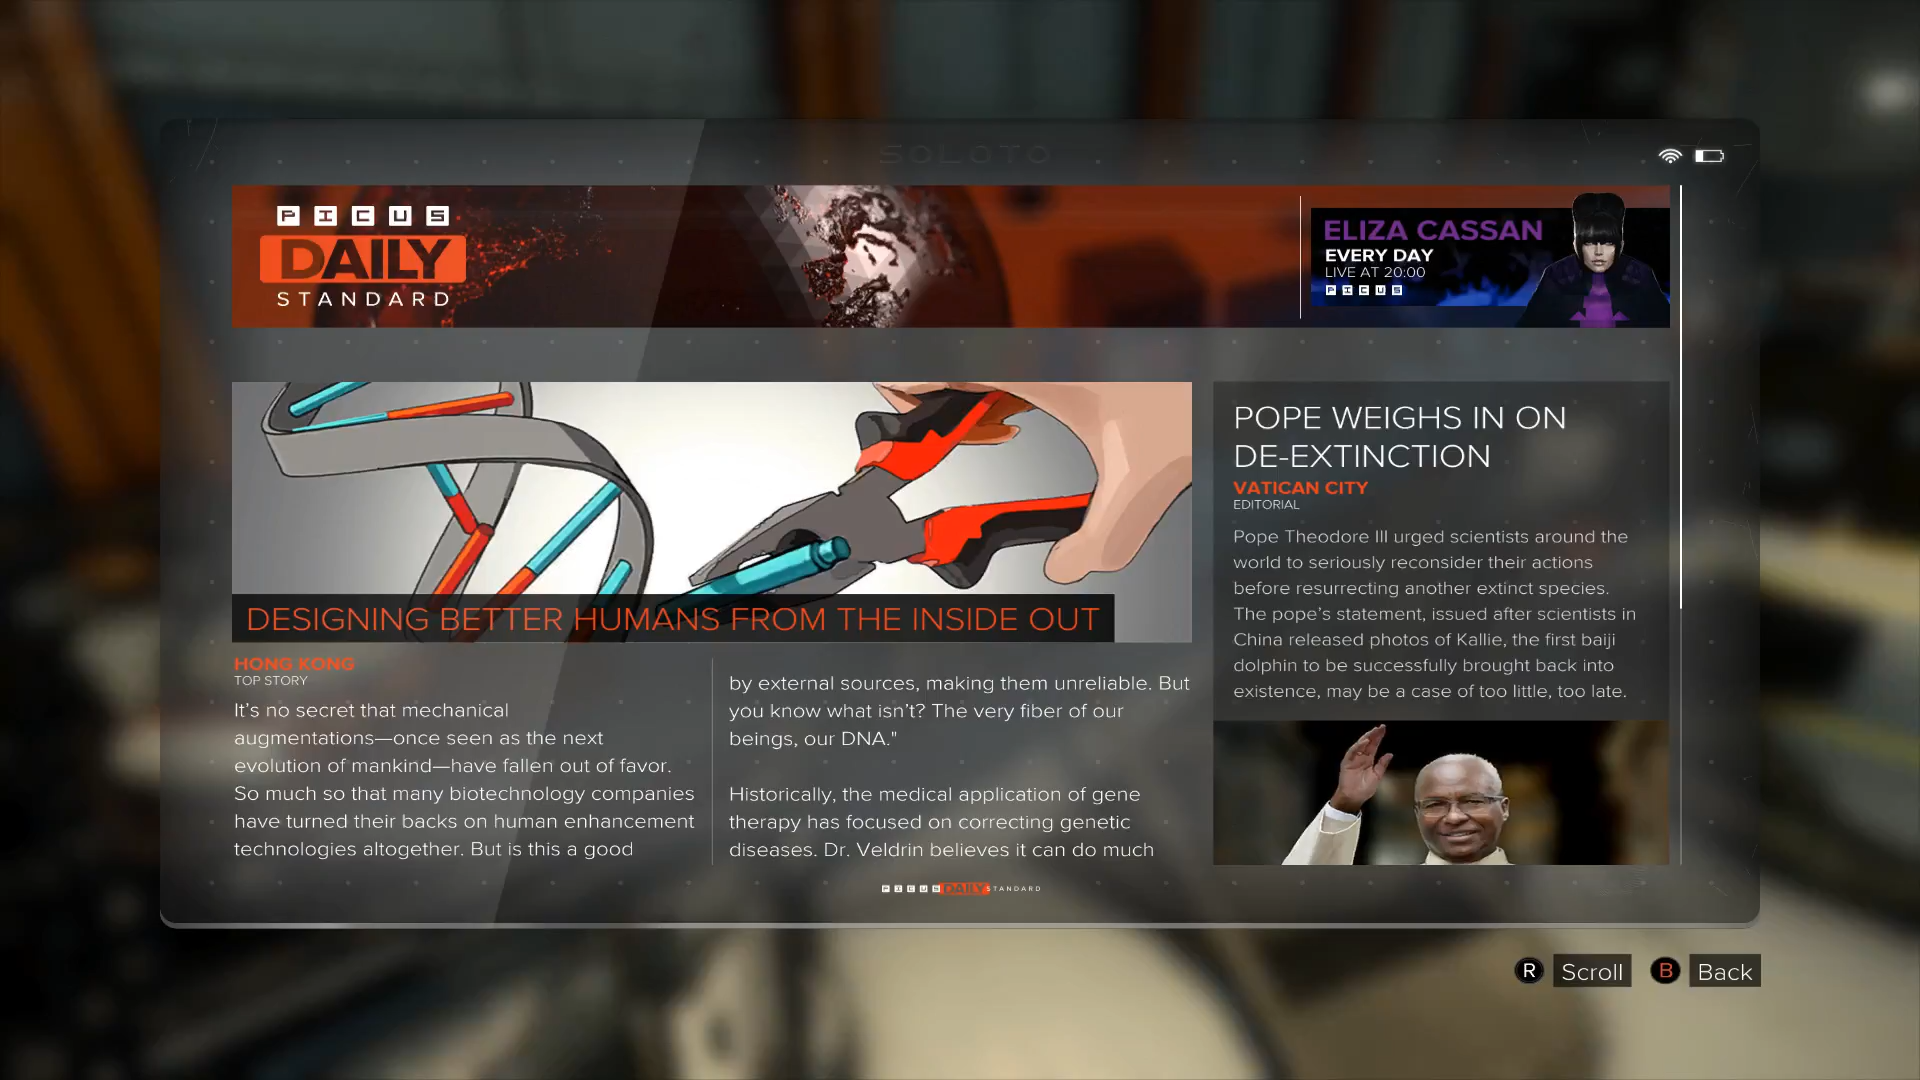 SOLOTO
PICUS
DAILY
STANDARD
ELIZA CASSAN
EVERY DAY
LIVE AT 20:00
PICUS
DESIGNING BETTER HUMANS FROM THE INSIDE OUT
HONG KONG
TOP STORY
It's no secret that mechanical
augmentations—once seen as the next
evolution of mankind—have fallen out of favor.
So much so that many biotechnology companies
have turned their backs on human enhancement
technologies altogether. But is this a good
by external sources, making them unreliable. But
you know what isn't? The very fiber of our
beings, our DNA."
Historically, the medical application of gene
therapy has focused on correcting genetic
diseases. Dr. Veldrin believes it can do much
POPE WEIGHS IN ON
DE-EXTINCTION
VATICAN CITY
EDITORIAL
Pope Theodore III urged scientists around the
world to seriously reconsider their actions
before resurrecting another extinct species.
The pope's statement, issued after scientists in
China released photos of Kallie, the first baiji
dolphin to be successfully brought back into
existence, may be a case of too little, too late.
PICUS DAILY STANDARD
R Scroll B Back